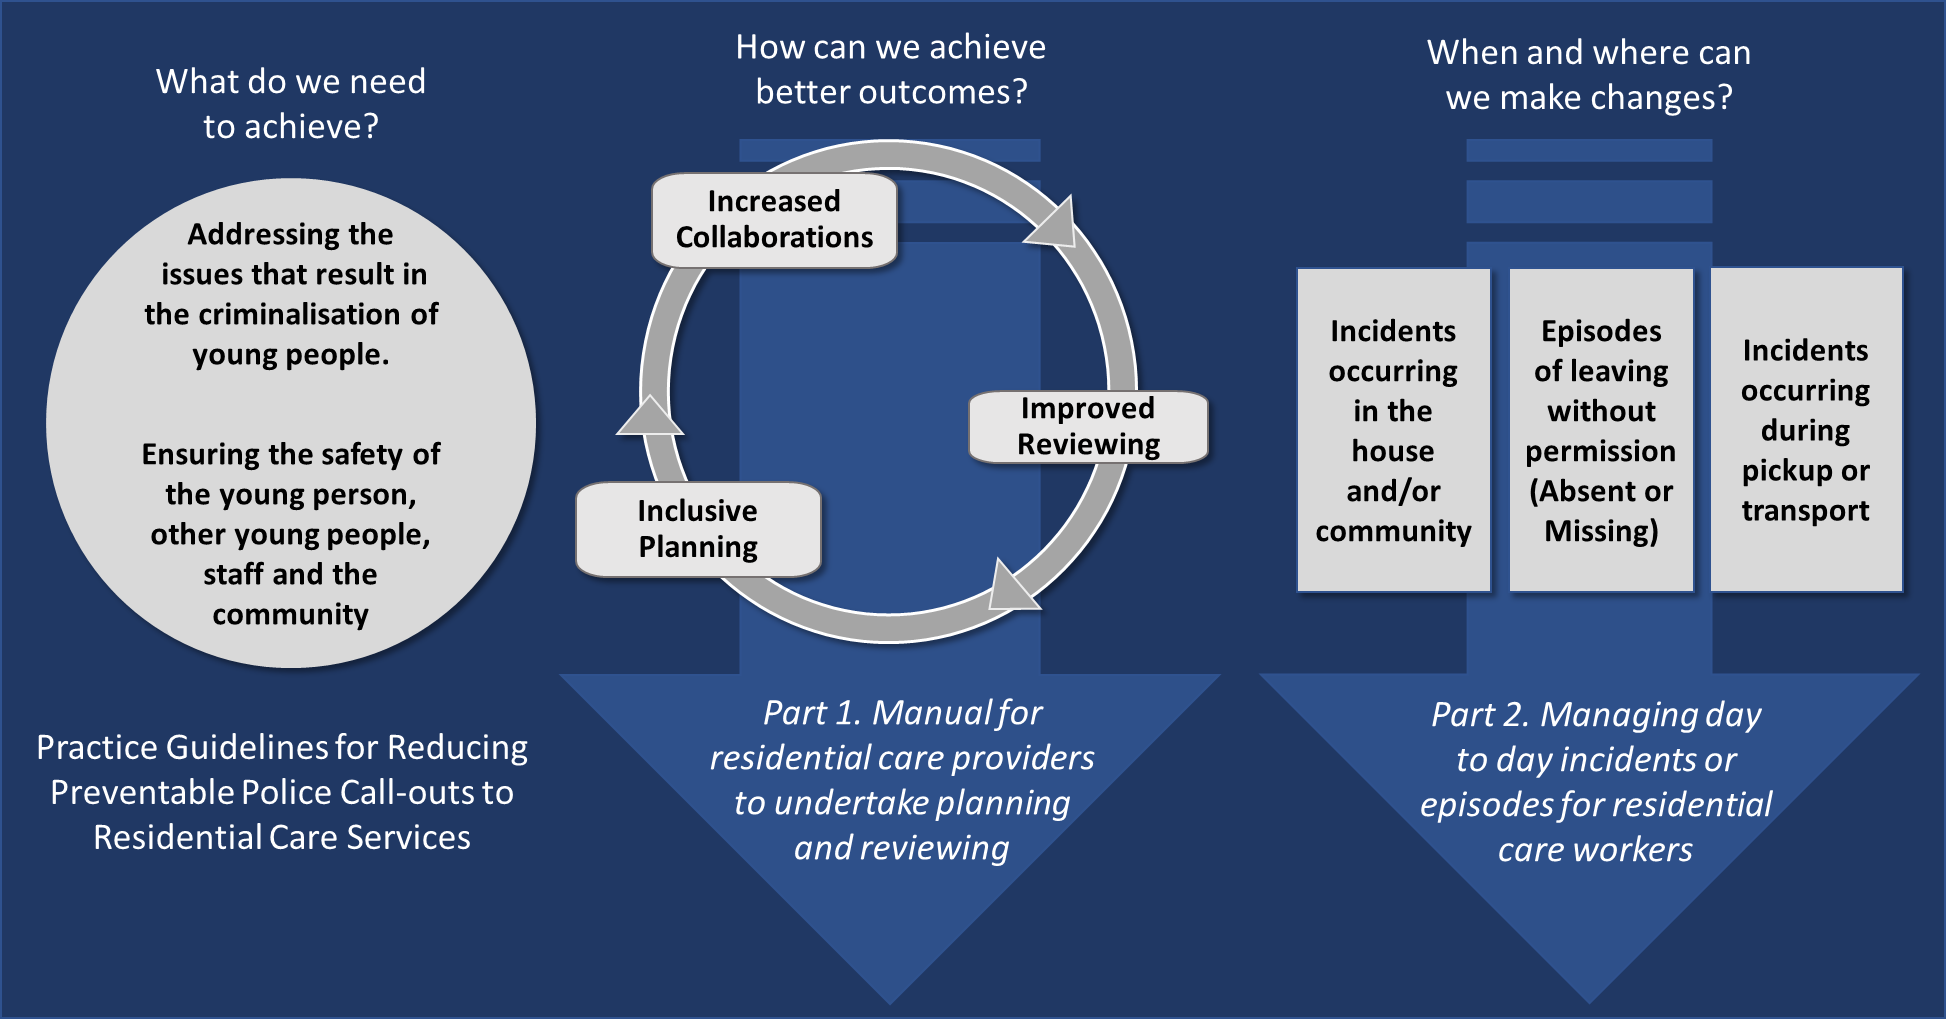 What do we need
to achieve?
Addressing the
issues that result in
the criminalisation of
young people.
Ensuring the safety of
the young person,
other young people,
staff and the
community
Practice Guidelines for Reducing
Preventable Police Call-outs to
Residential Care Services
How can we achieve
better outcomes?
Increased
Collaborations
Improved
Reviewing
Inclusive
Planning
Part 1. Manual for
residential care providers
to undertake planning
and reviewing
When and where can
we make changes?
Incidents
occurring
in the
house
and/or
community
Episodes
of leaving
without
permission
(Absent or
Missing)
Incidents
occurring
during
pickup or
transport
Part 2. Managing day
to day incidents or
episodes for residential
care workers